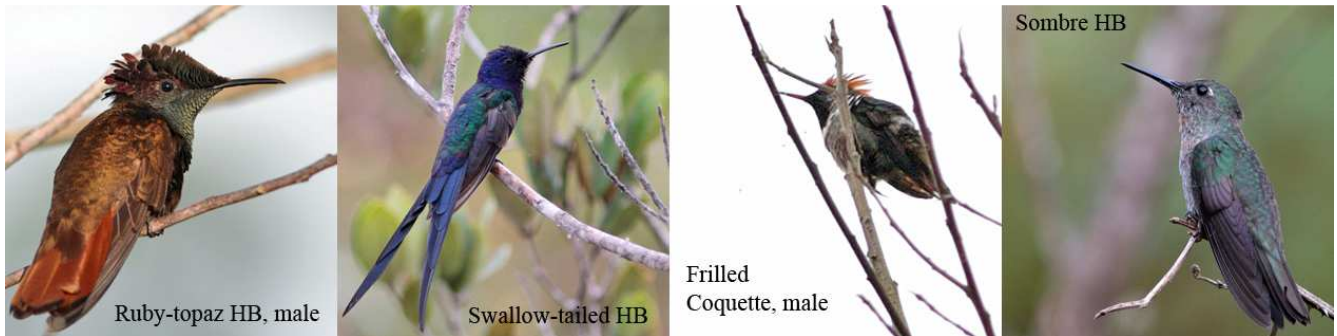 Ruby-topaz HB, male
Swallow-tailed HB
Frilled
Coquette, male
Sombre HB